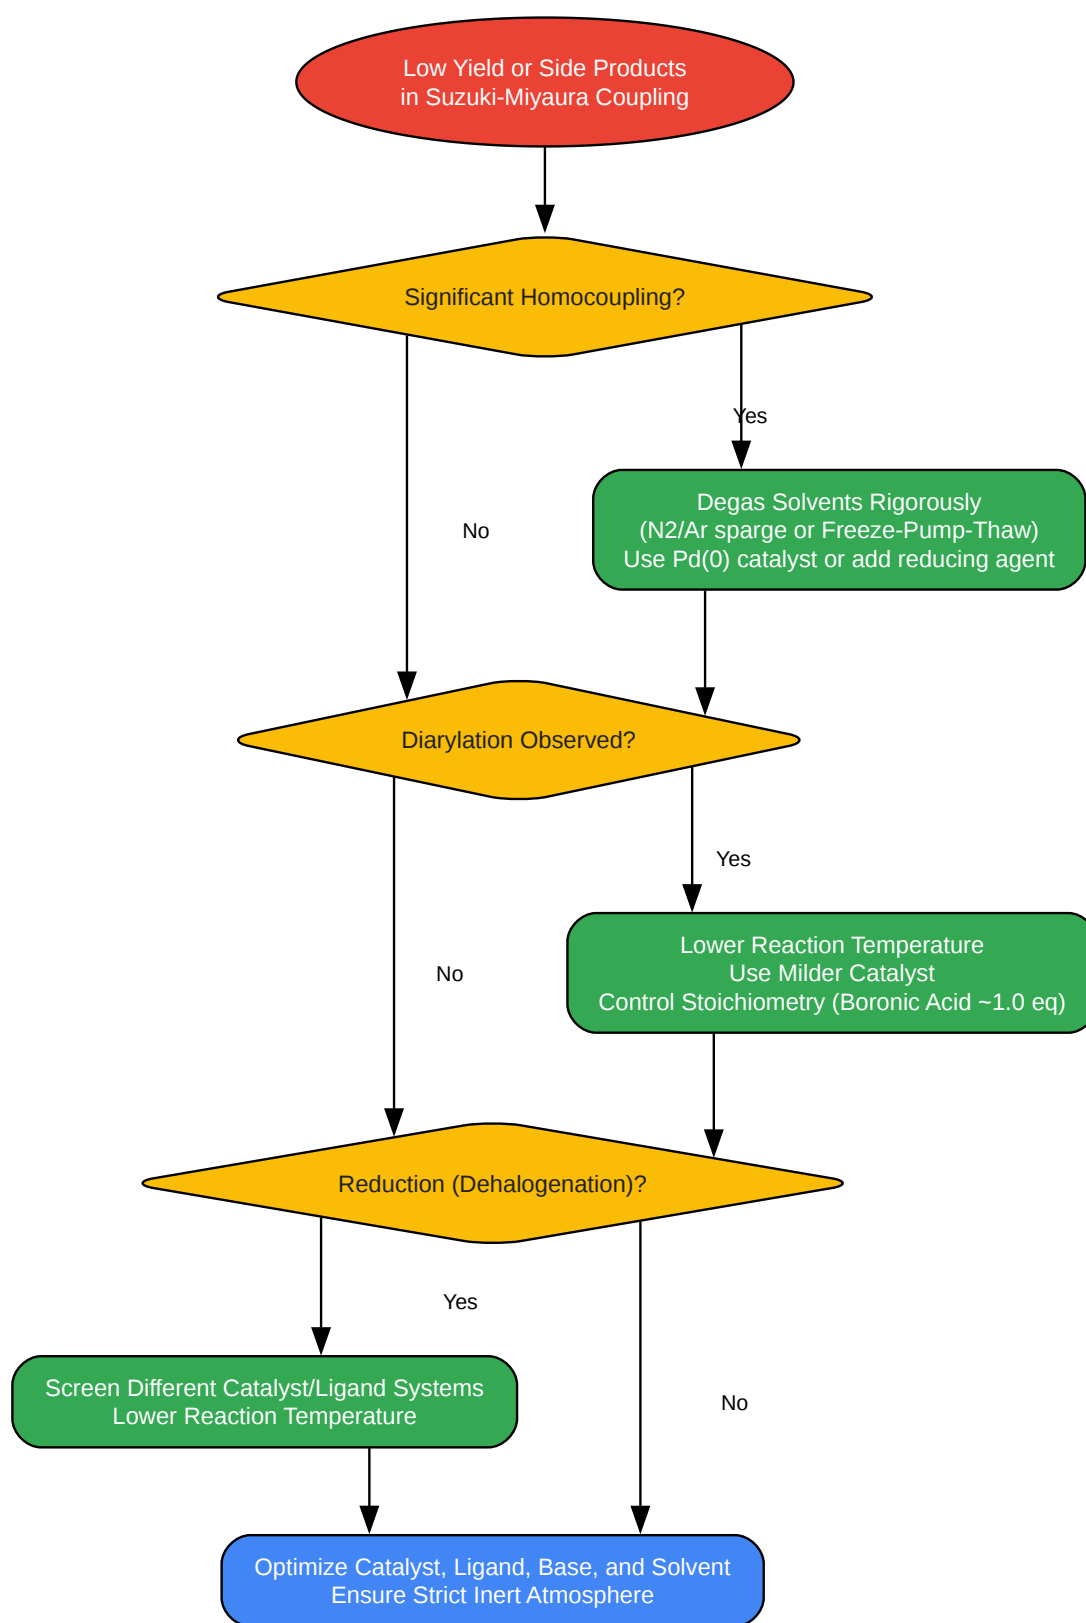 Low Yield or Side Products
in Suzuki-Miyaura Coupling
Significant Homocoupling?
Yes
No
Degas Solvents Rigorously
(N2/Ar sparge or Freeze-Pump-Thaw)
Use Pd(0) catalyst or add reducing agent
Diarylation Observed?
Yes
No
Lower Reaction Temperature
Use Milder Catalyst
Control Stoichiometry (Boronic Acid ~1.0 eq)
Reduction (Dehalogenation)?
Yes
No
Screen Different Catalyst/Ligand Systems
Lower Reaction Temperature
Optimize Catalyst, Ligand, Base, and Solvent
Ensure Strict Inert Atmosphere